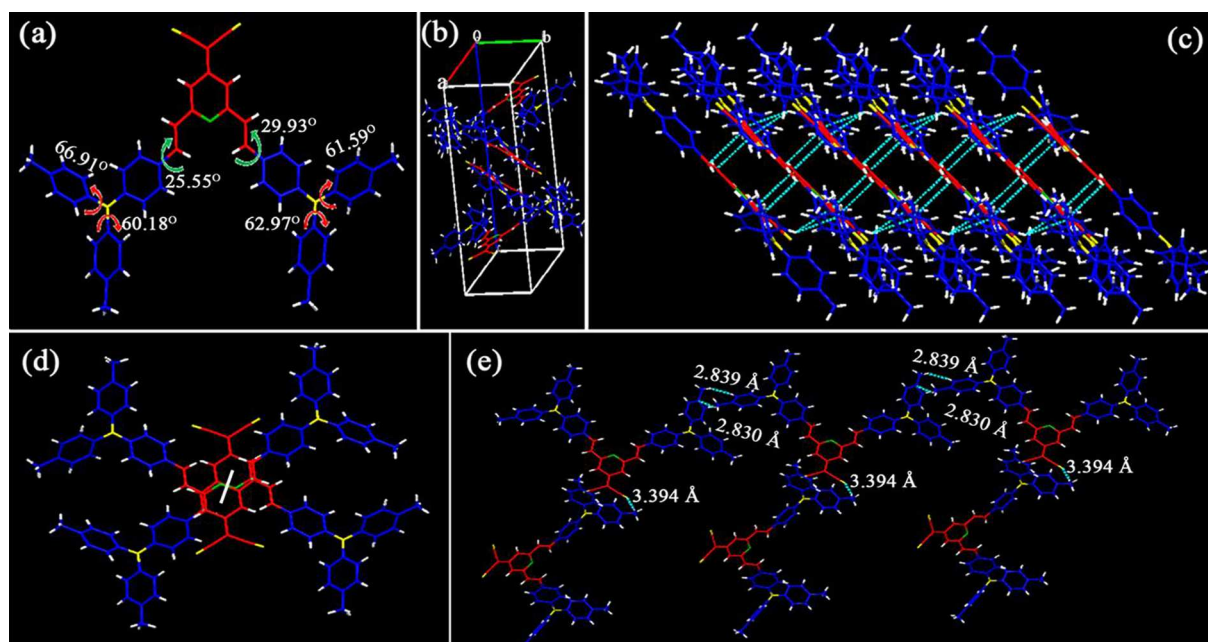 (a)
29.93°
61.59°
66.91°
25.55°
60.18°
62.97°
(b)
0
b
a
(c)
(d)
(e)
2.839 Å
2.839 Å
2.830 Å
2.830 Å
3.394 Å
3.394 Å
3.394 Å